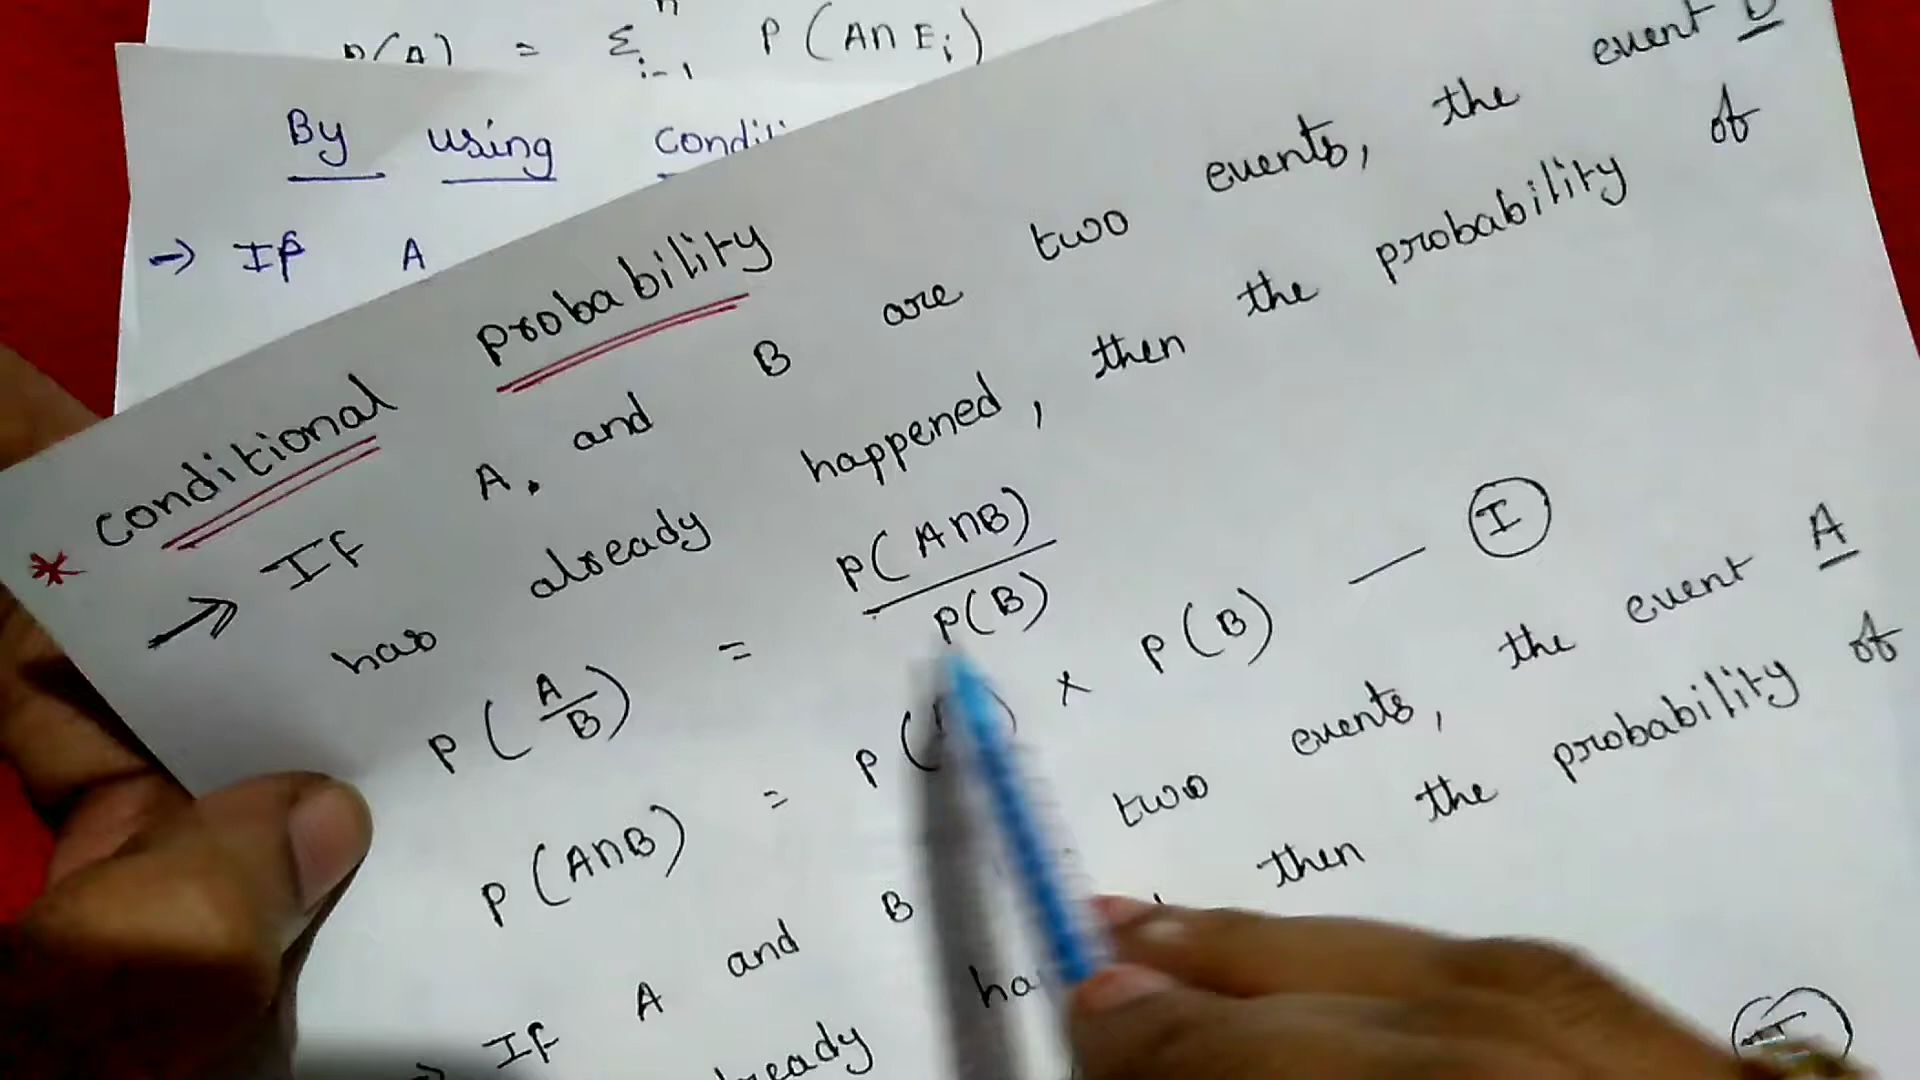 P(A) = Σ i-1 n P(A∩Ei)
By using
→ If A
* Conditional probability
→ If A, and B are two events, the event B
has already happened, then the probability of
P(A/B) = P(A∩B)/P(B)
P(A∩B) = P( ) × P(B) — I
If A and B two events, the event A
then the probability of